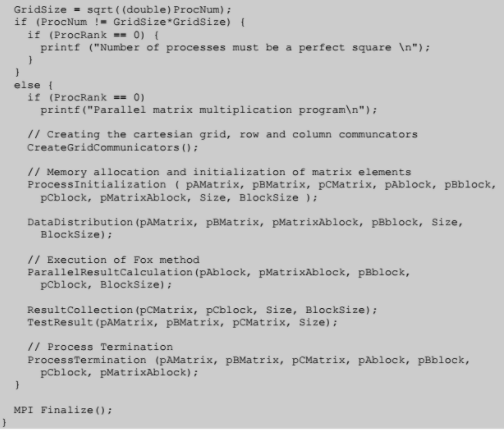 GridSize = sqrt((double)ProcNum);
if (ProcNum != GridSize*GridSize) {
if (ProcRank == 0) {
printf ("Number of processes must be a perfect square \n");
}
}
else {
if (ProcRank == 0)
printf("Parallel matrix multiplication program\n");
// Creating the cartesian grid, row and column communcators
CreateGridCommunicators();
// Memory allocation and initialization of matrix elements
ProcessInitialization ( pAMatrix, pBMatrix, pCMatrix, pAblock, pBblock,
pCblock, pMatrixAblock, Size, BlockSize );
DataDistribution(pAMatrix, pBMatrix, pMatrixAblock, pBblock, Size,
BlockSize);
// Execution of Fox method
ParallelResultCalculation(pAblock, pMatrixAblock, pBblock,
pCblock, BlockSize);
ResultCollection(pCMatrix, pCblock, Size, BlockSize);
TestResult(pAMatrix, pBMatrix, pCMatrix, Size);
// Process Termination
ProcessTermination (pAMatrix, pBMatrix, pCMatrix, pAblock, pBblock,
pCblock, pMatrixAblock);
}
MPI Finalize();
}